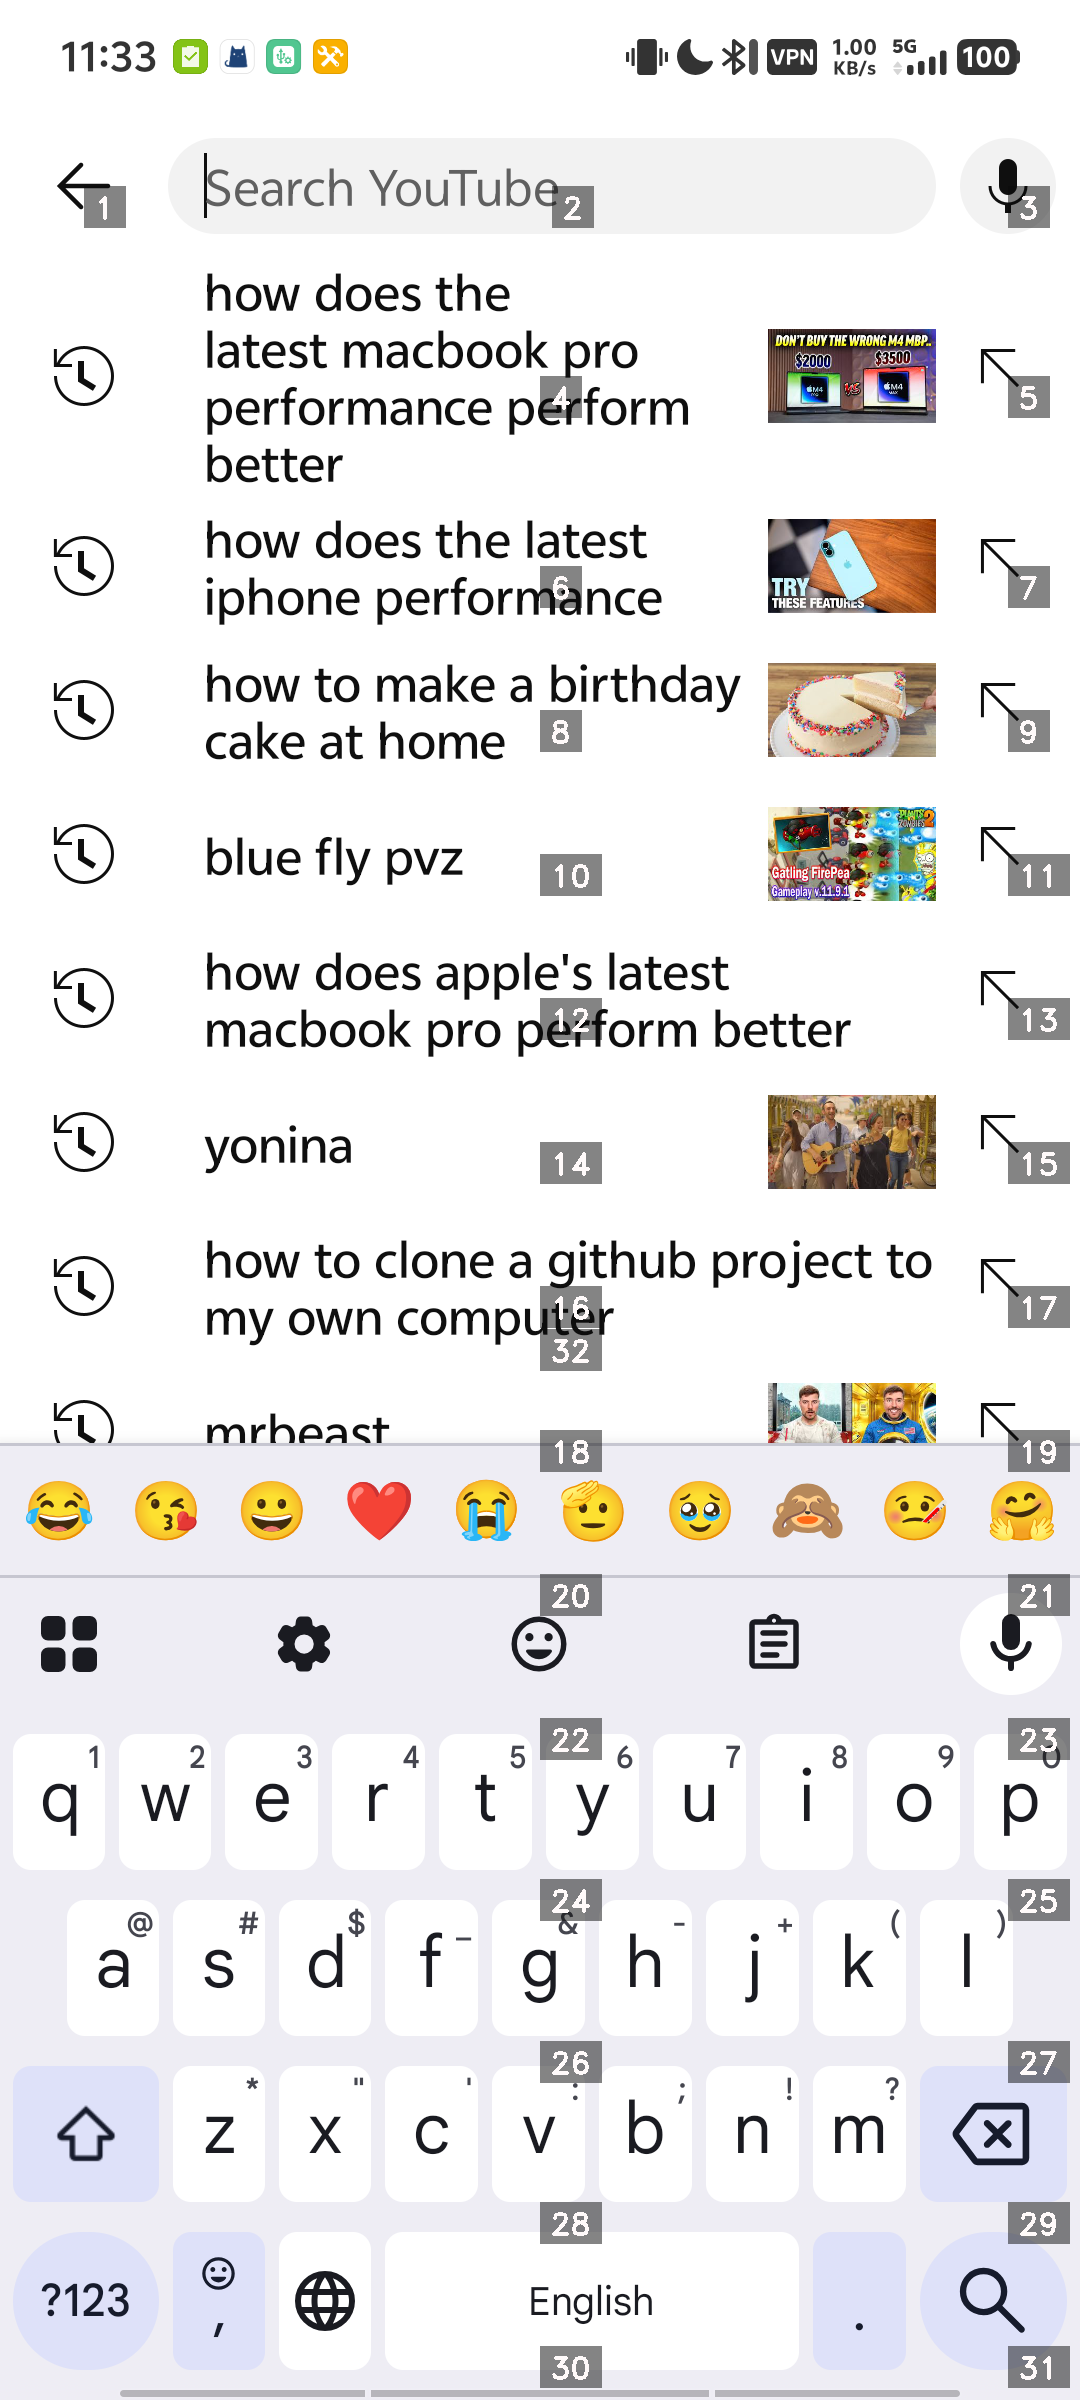 11:33
VPN
1.00 KB/s
5G
100
Search YouTube
1
2
3
how does the
latest macbook pro
performance perform
better
DON'T BUY THE WRONG M4 MBP..
$2000
$3500
VS
4
5
how does the latest
iphone performance
TRY
THESE FEATURES
6
7
how to make a birthday
cake at home
8
9
blue fly pvz
PLANTS
ZOMBIES 2
Gatling FirePea
Gameplay v.11.9.1
10
11
how does apple's latest
macbook pro perform better
12
13
yonina
14
15
how to clone a github project to
my own computer
16
17
32
mrbeast
18
19
20
21
22
23
q 1 w 2 e 3 r 4 t 5 y 6 u 7 i 8 o 9 p 0
24
25
a @ s # d $ f _ g & h - j + k ( l )
26
27
z * x " c ' v : b ; n ! m ?
28
29
?123 , English .
30
31